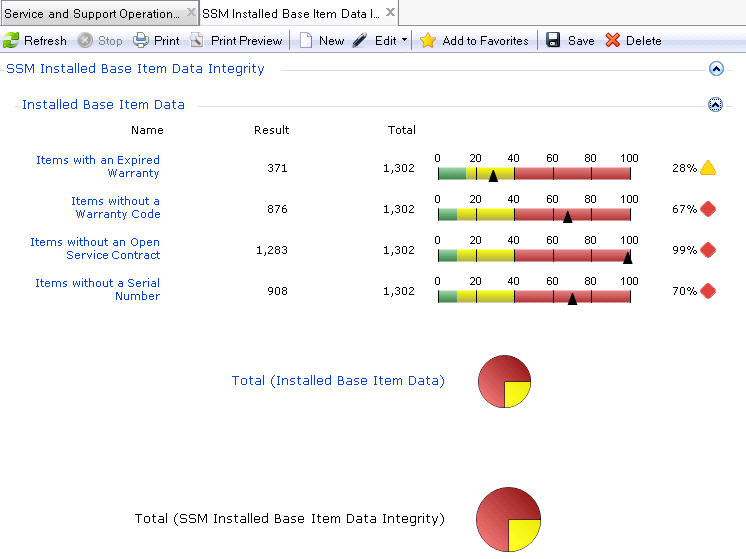 Service and Support Operation...
SSM Installed Base Item Data I...
Refresh Stop Print Print Preview New Edit Add to Favorites Save Delete
SSM Installed Base Item Data Integrity
Installed Base Item Data
Name Result Total
Items with an Expired
Warranty
371 1,302
0 20 40 60 80 100
28%
Items without a
Warranty Code
876 1,302
0 20 40 60 80 100
67%
Items without an Open
Service Contract
1,283 1,302
0 20 40 60 80 100
99%
Items without a Serial
Number
908 1,302
0 20 40 60 80 100
70%
Total (Installed Base Item Data)
Total (SSM Installed Base Item Data Integrity)